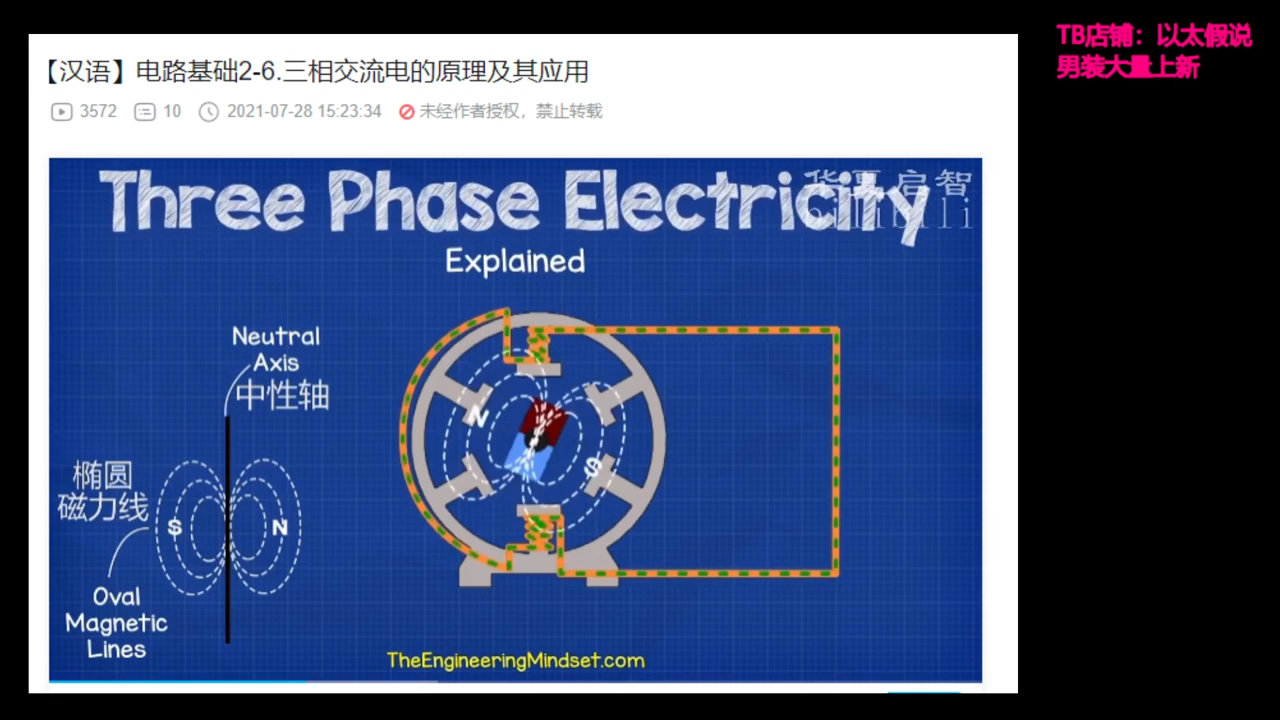 TB店铺：以太假说
男装大量上新
【汉语】电路基础2-6.三相交流电的原理及其应用
3572 10 2021-07-28 15:23:34 未经作者授权，禁止转载
Three Phase Electricity
bilibili
Explained
Neutral
Axis
中性轴
椭圆
磁力线
S N
Oval
Magnetic
Lines
N
S
TheEngineeringMindset.com